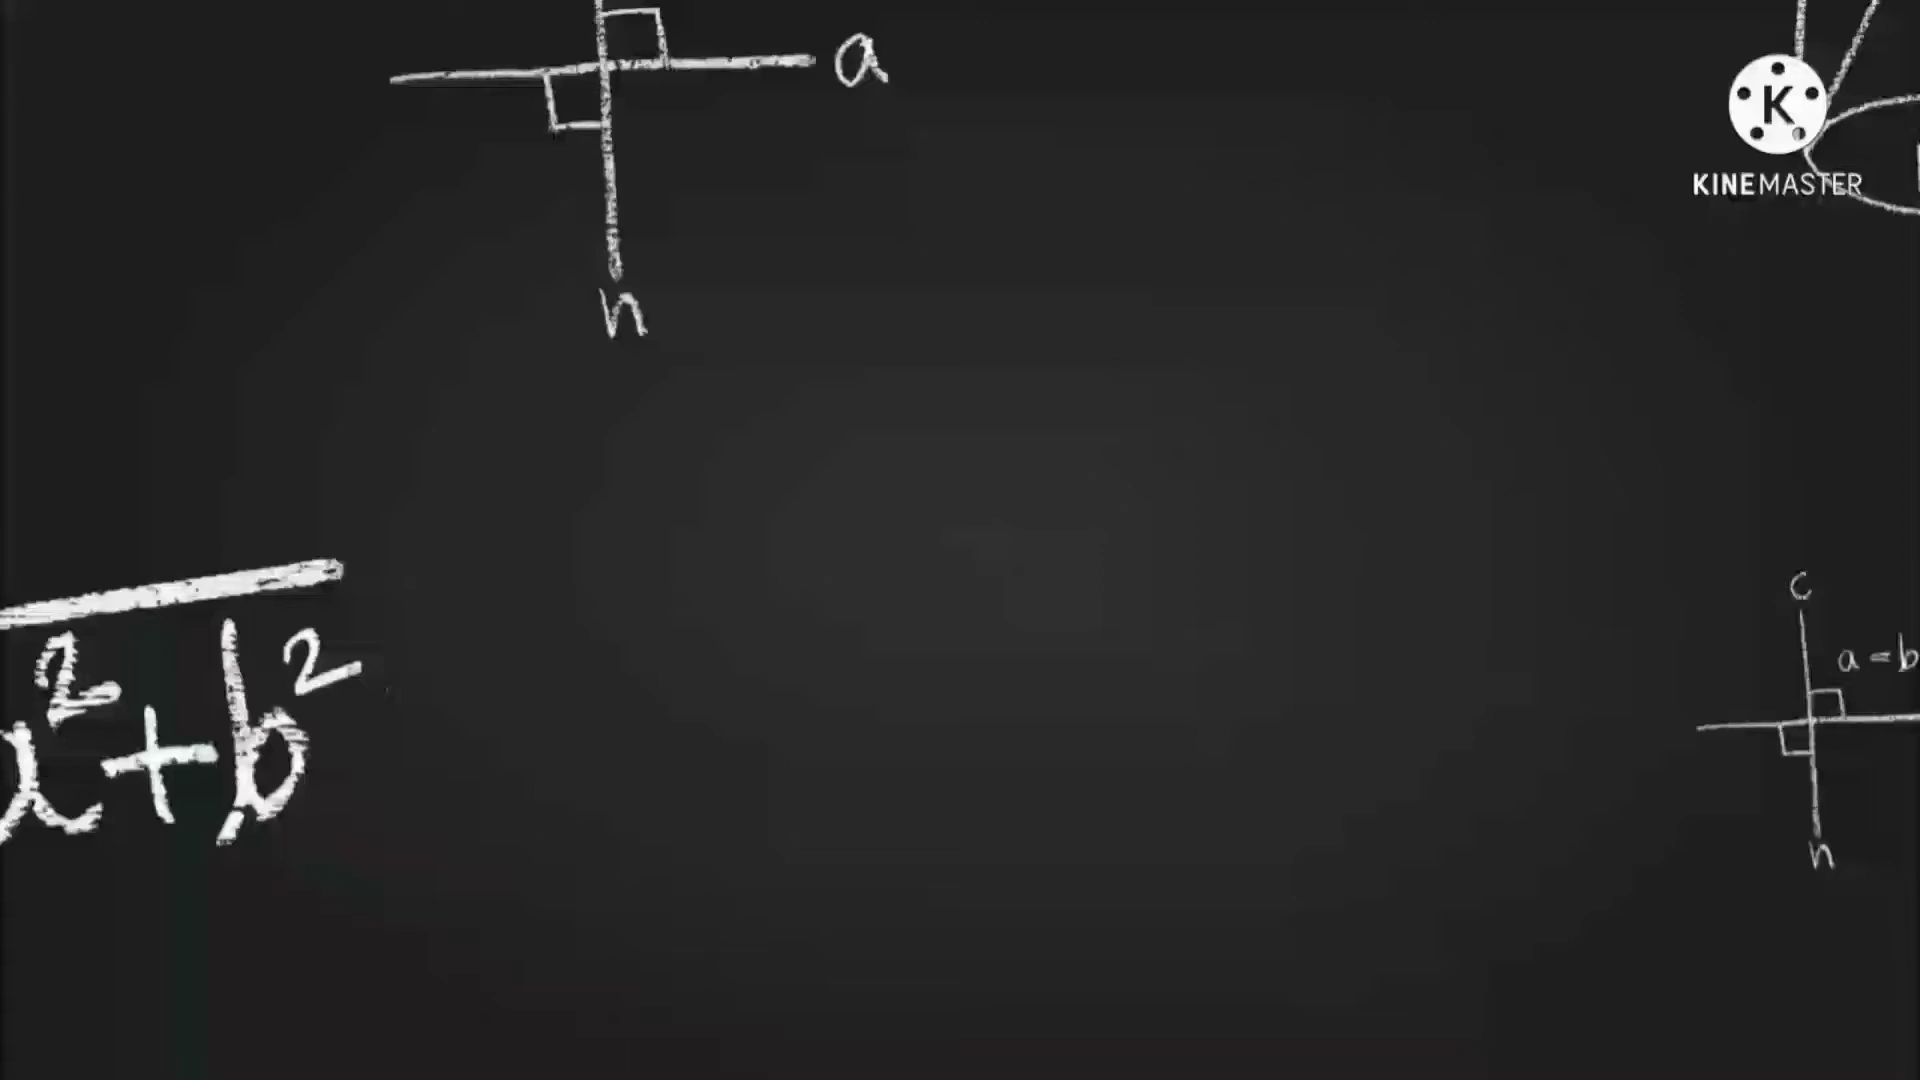 a
KINEMASTER
n
c
a = b
a²+b²
n